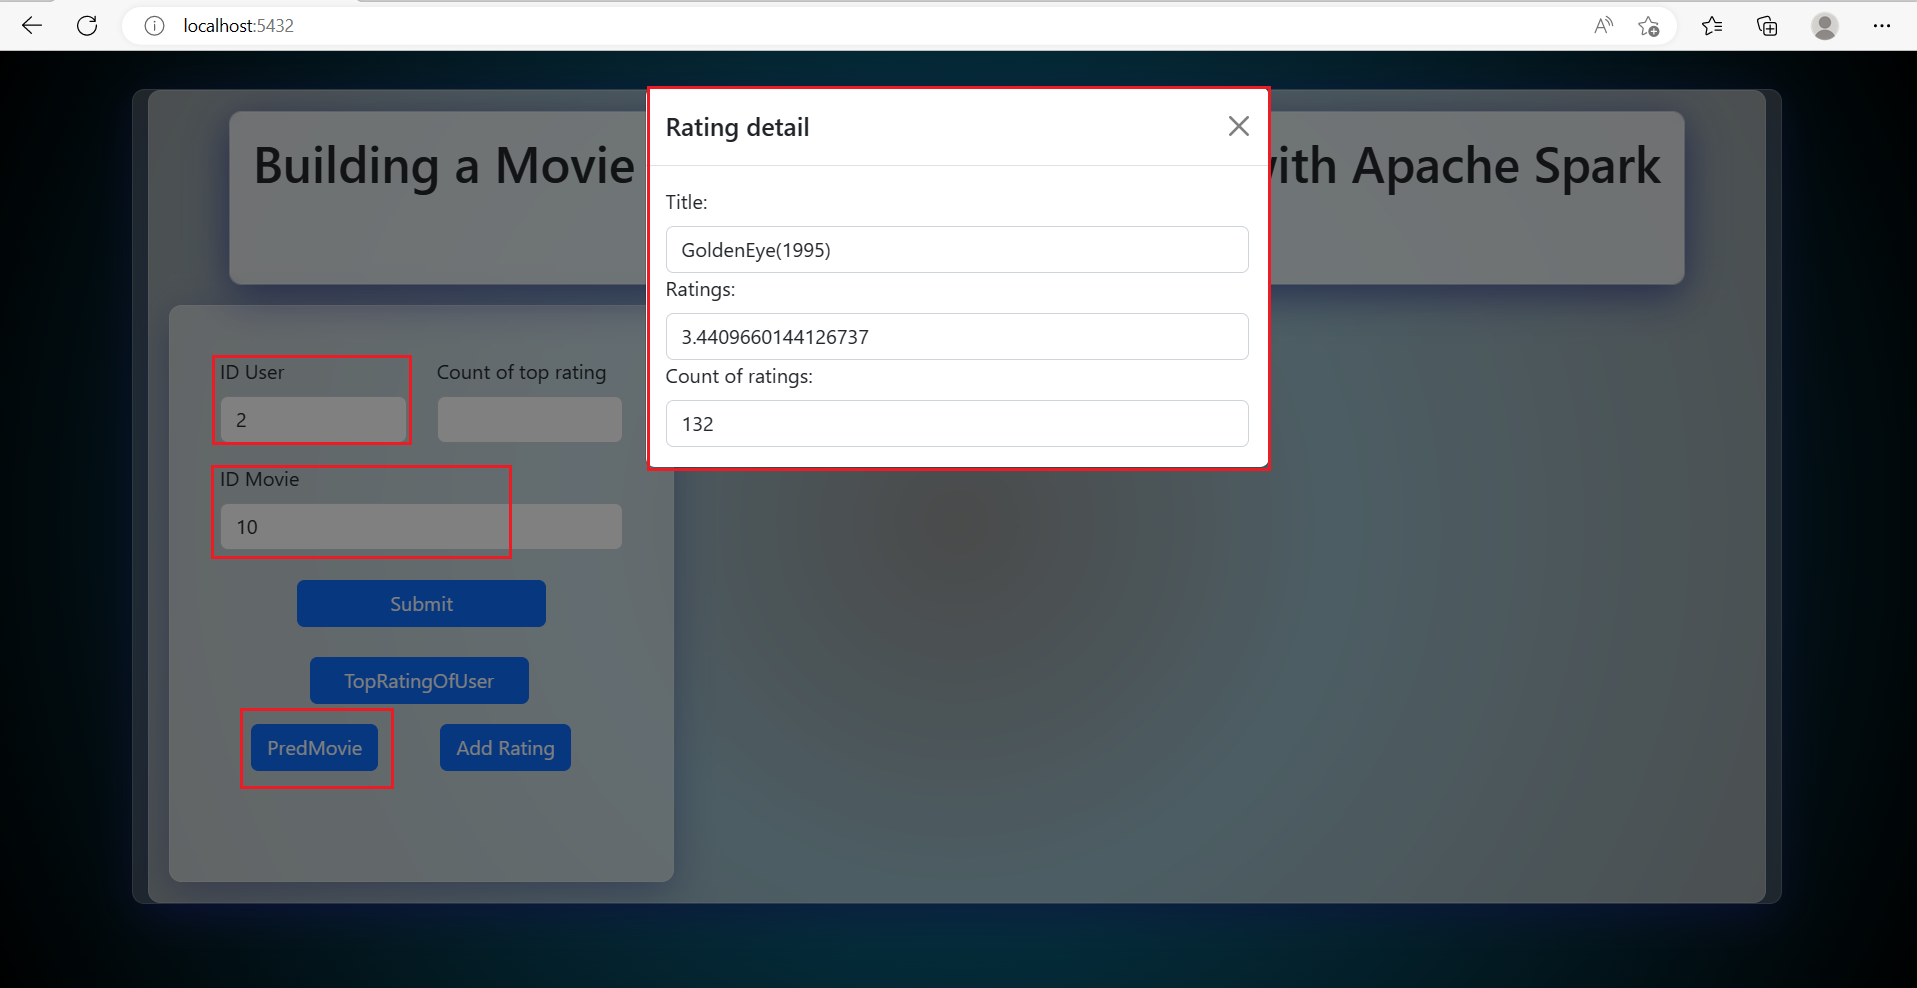 localhost:5432
Building a Movie
ith Apache Spark
Rating detail
Title:
GoldenEye(1995)
Ratings:
3.4409660144126737
Count of ratings:
132
ID User
Count of top rating
2
ID Movie
10
Submit
TopRatingOfUser
PredMovie
Add Rating